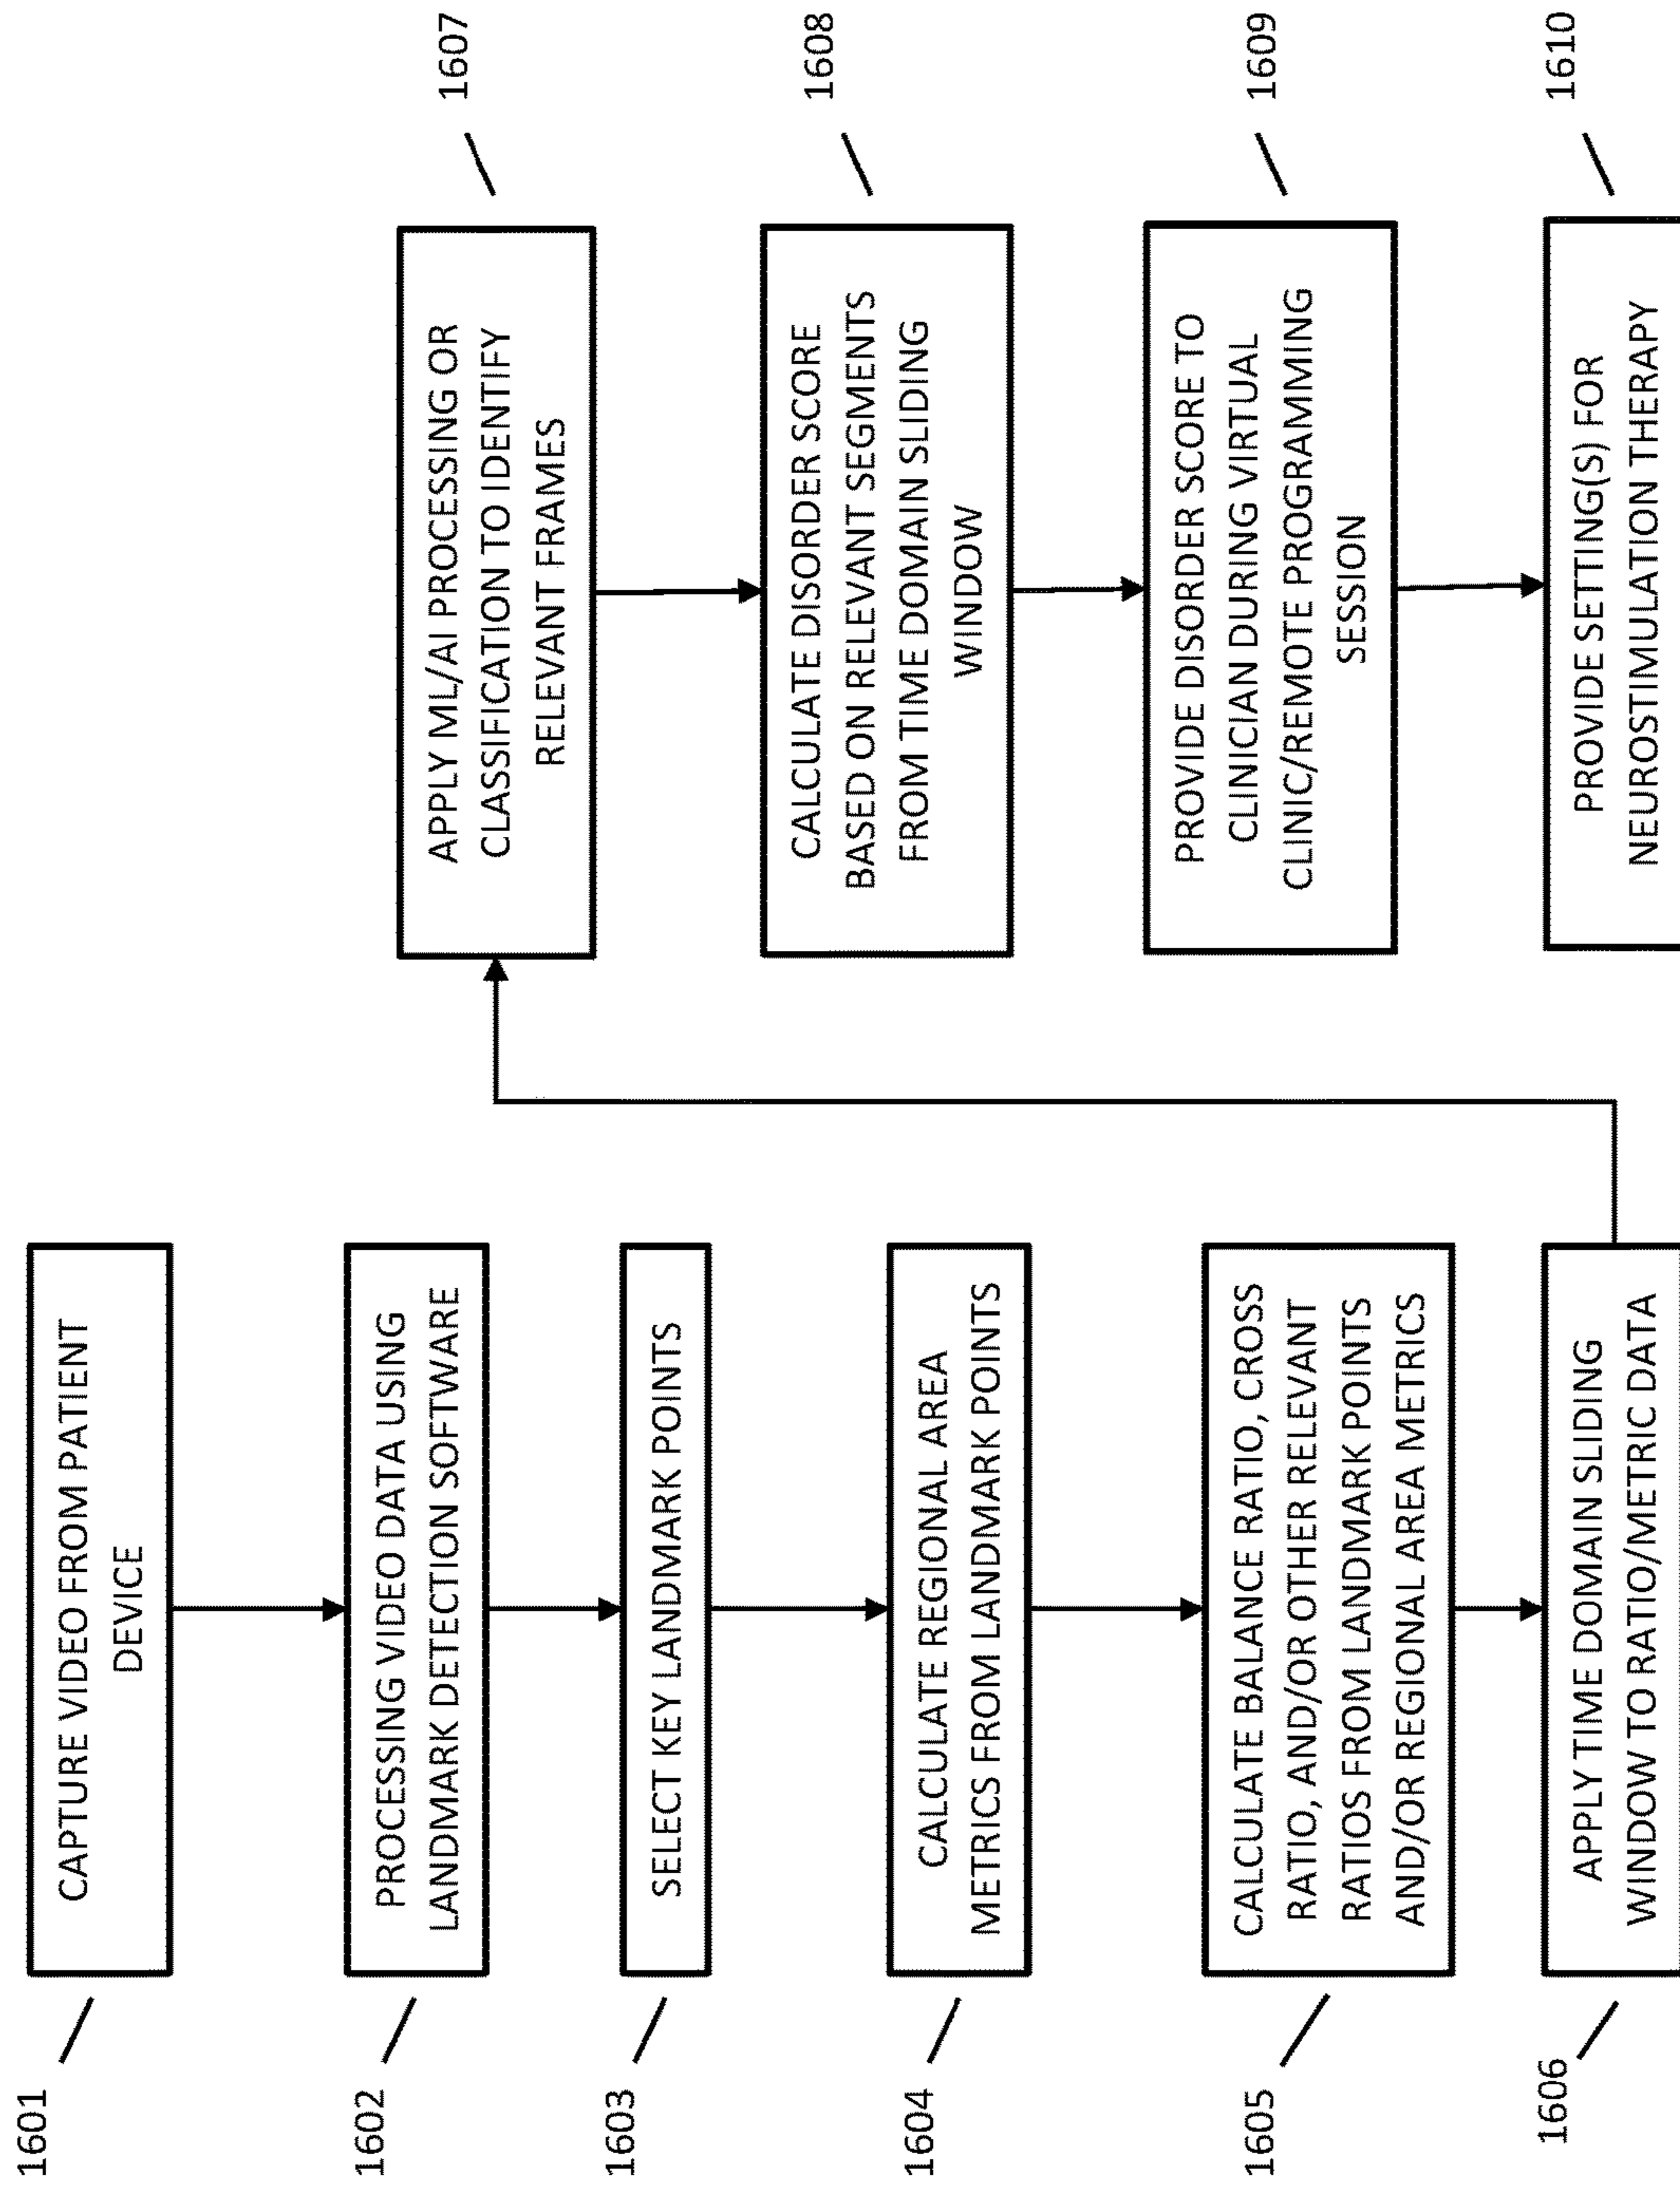 1601
CAPTURE VIDEO FROM PATIENT
DEVICE
1602
PROCESSING VIDEO DATA USING
LANDMARK DETECTION SOFTWARE
1603
SELECT KEY LANDMARK POINTS
1604
CALCULATE REGIONAL AREA
METRICS FROM LANDMARK POINTS
1605
CALCULATE BALANCE RATIO, CROSS
RATIO, AND/OR OTHER RELEVANT
RATIOS FROM LANDMARK POINTS
AND/OR REGIONAL AREA METRICS
1606
APPLY TIME DOMAIN SLIDING
WINDOW TO RATIO/METRIC DATA
1607
APPLY ML/AI PROCESSING OR
CLASSIFICATION TO IDENTIFY
RELEVANT FRAMES
1608
CALCULATE DISORDER SCORE
BASED ON RELEVANT SEGMENTS
FROM TIME DOMAIN SLIDING
WINDOW
1609
PROVIDE DISORDER SCORE TO
CLINICIAN DURING VIRTUAL
CLINIC/REMOTE PROGRAMMING
SESSION
1610
PROVIDE SETTING(S) FOR
NEUROSTIMULATION THERAPY